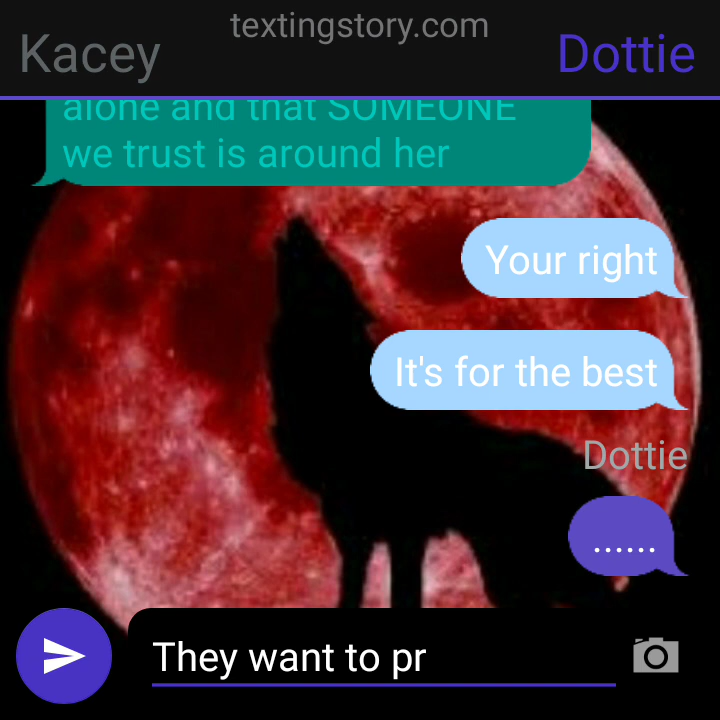 textingstory.com
Kacey
Dottie
alone and that SOMEONE
we trust is around her
Your right
It's for the best
Dottie
......
They want to pr